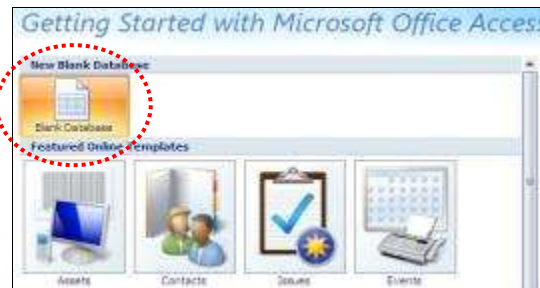 Getting Started with Microsoft Office Access
New Blank Database
Blank Database
Featured Online Templates
Assets
Contacts
Issues
Events